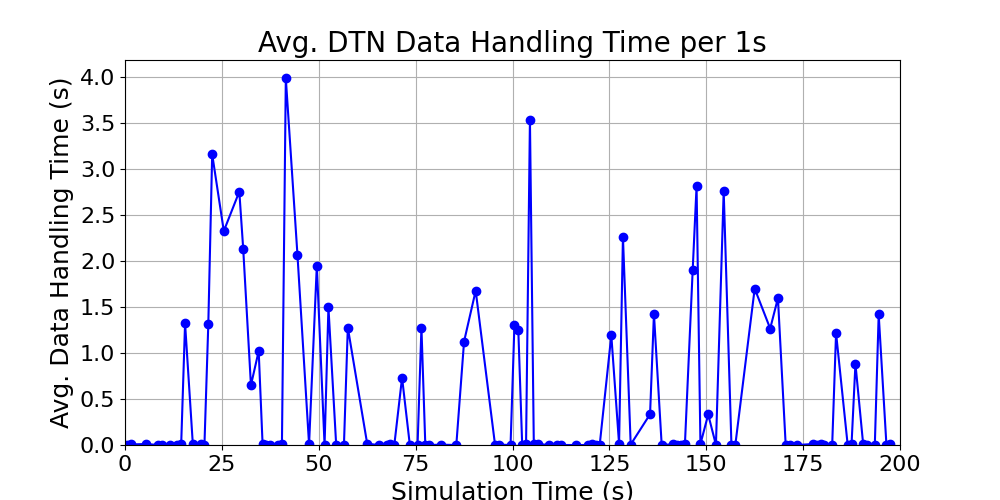 Avg. DTN Data Handling Time per 1s
Avg. Data Handling Time (s)
4.0
3.5
3.0
2.5
2.0
1.5
1.0
0.5
0.0
0 25 50 75 100 125 150 175 200
Simulation Time (s)